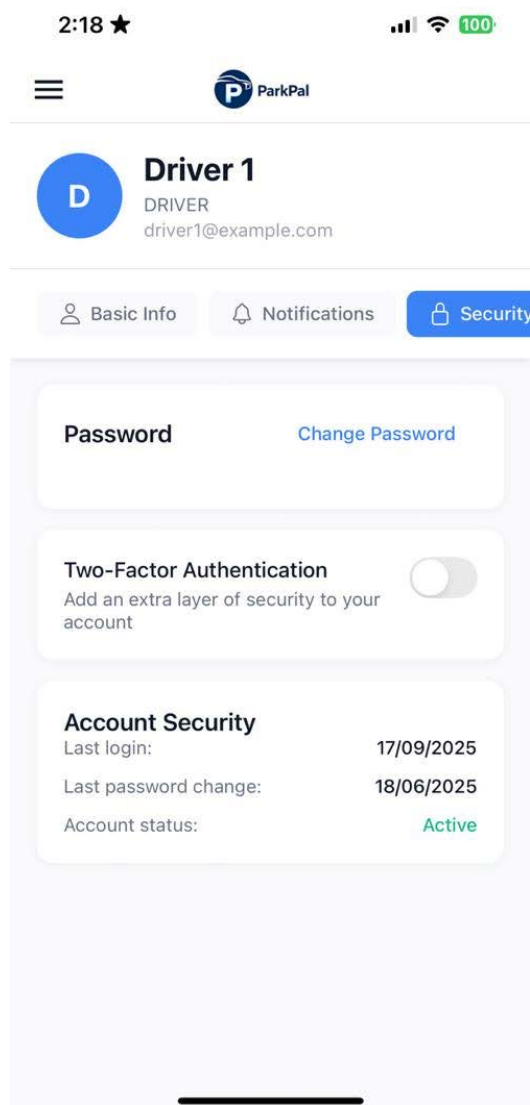 2:18 ★ 100
P ParkPal
Driver 1
D
DRIVER
driver1@example.com
Basic Info Notifications Security
Password Change Password
Two-Factor Authentication
Add an extra layer of security to your
account
Account Security
Last login: 17/09/2025
Last password change: 18/06/2025
Account status: Active